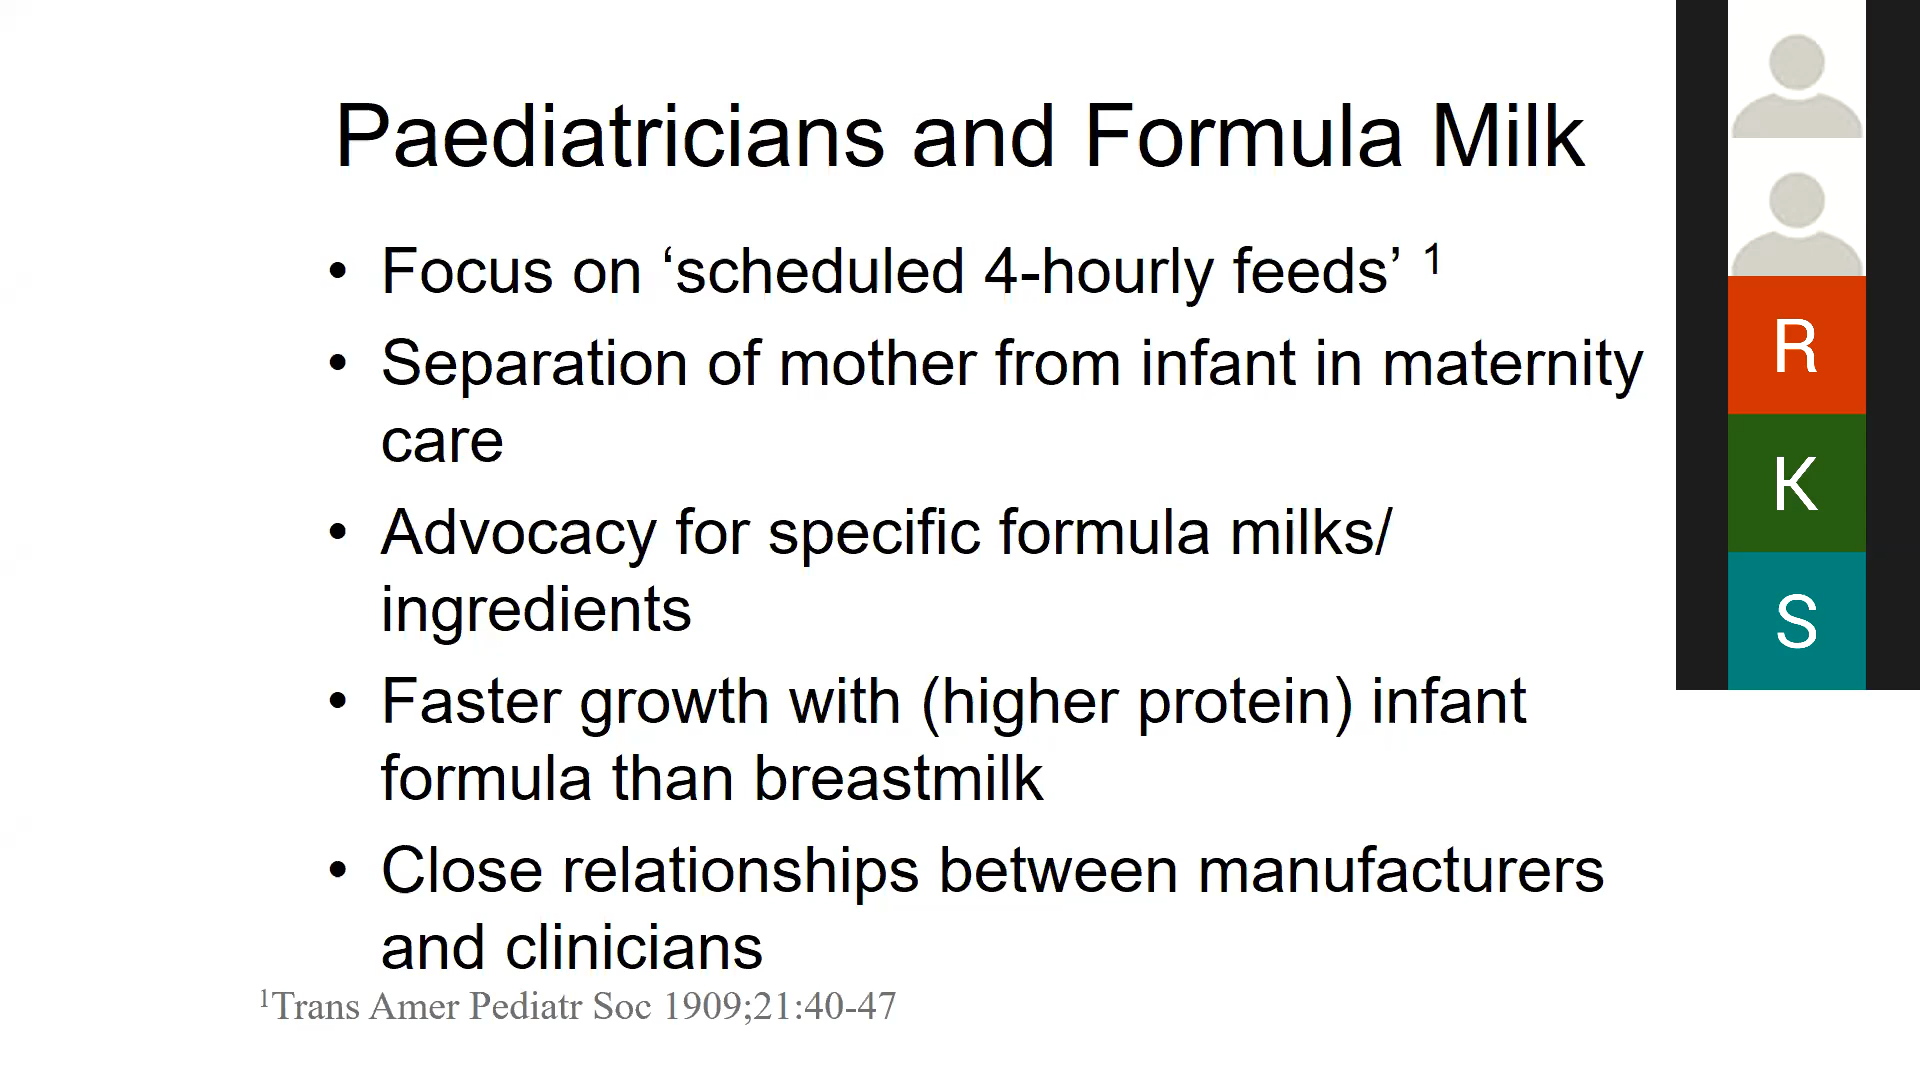 Paediatricians and Formula Milk
• Focus on ‘scheduled 4-hourly feeds’ ¹
• Separation of mother from infant in maternity
care
• Advocacy for specific formula milks/
ingredients
• Faster growth with (higher protein) infant
formula than breastmilk
• Close relationships between manufacturers
and clinicians
¹Trans Amer Pediatr Soc 1909;21:40-47
R
K
S